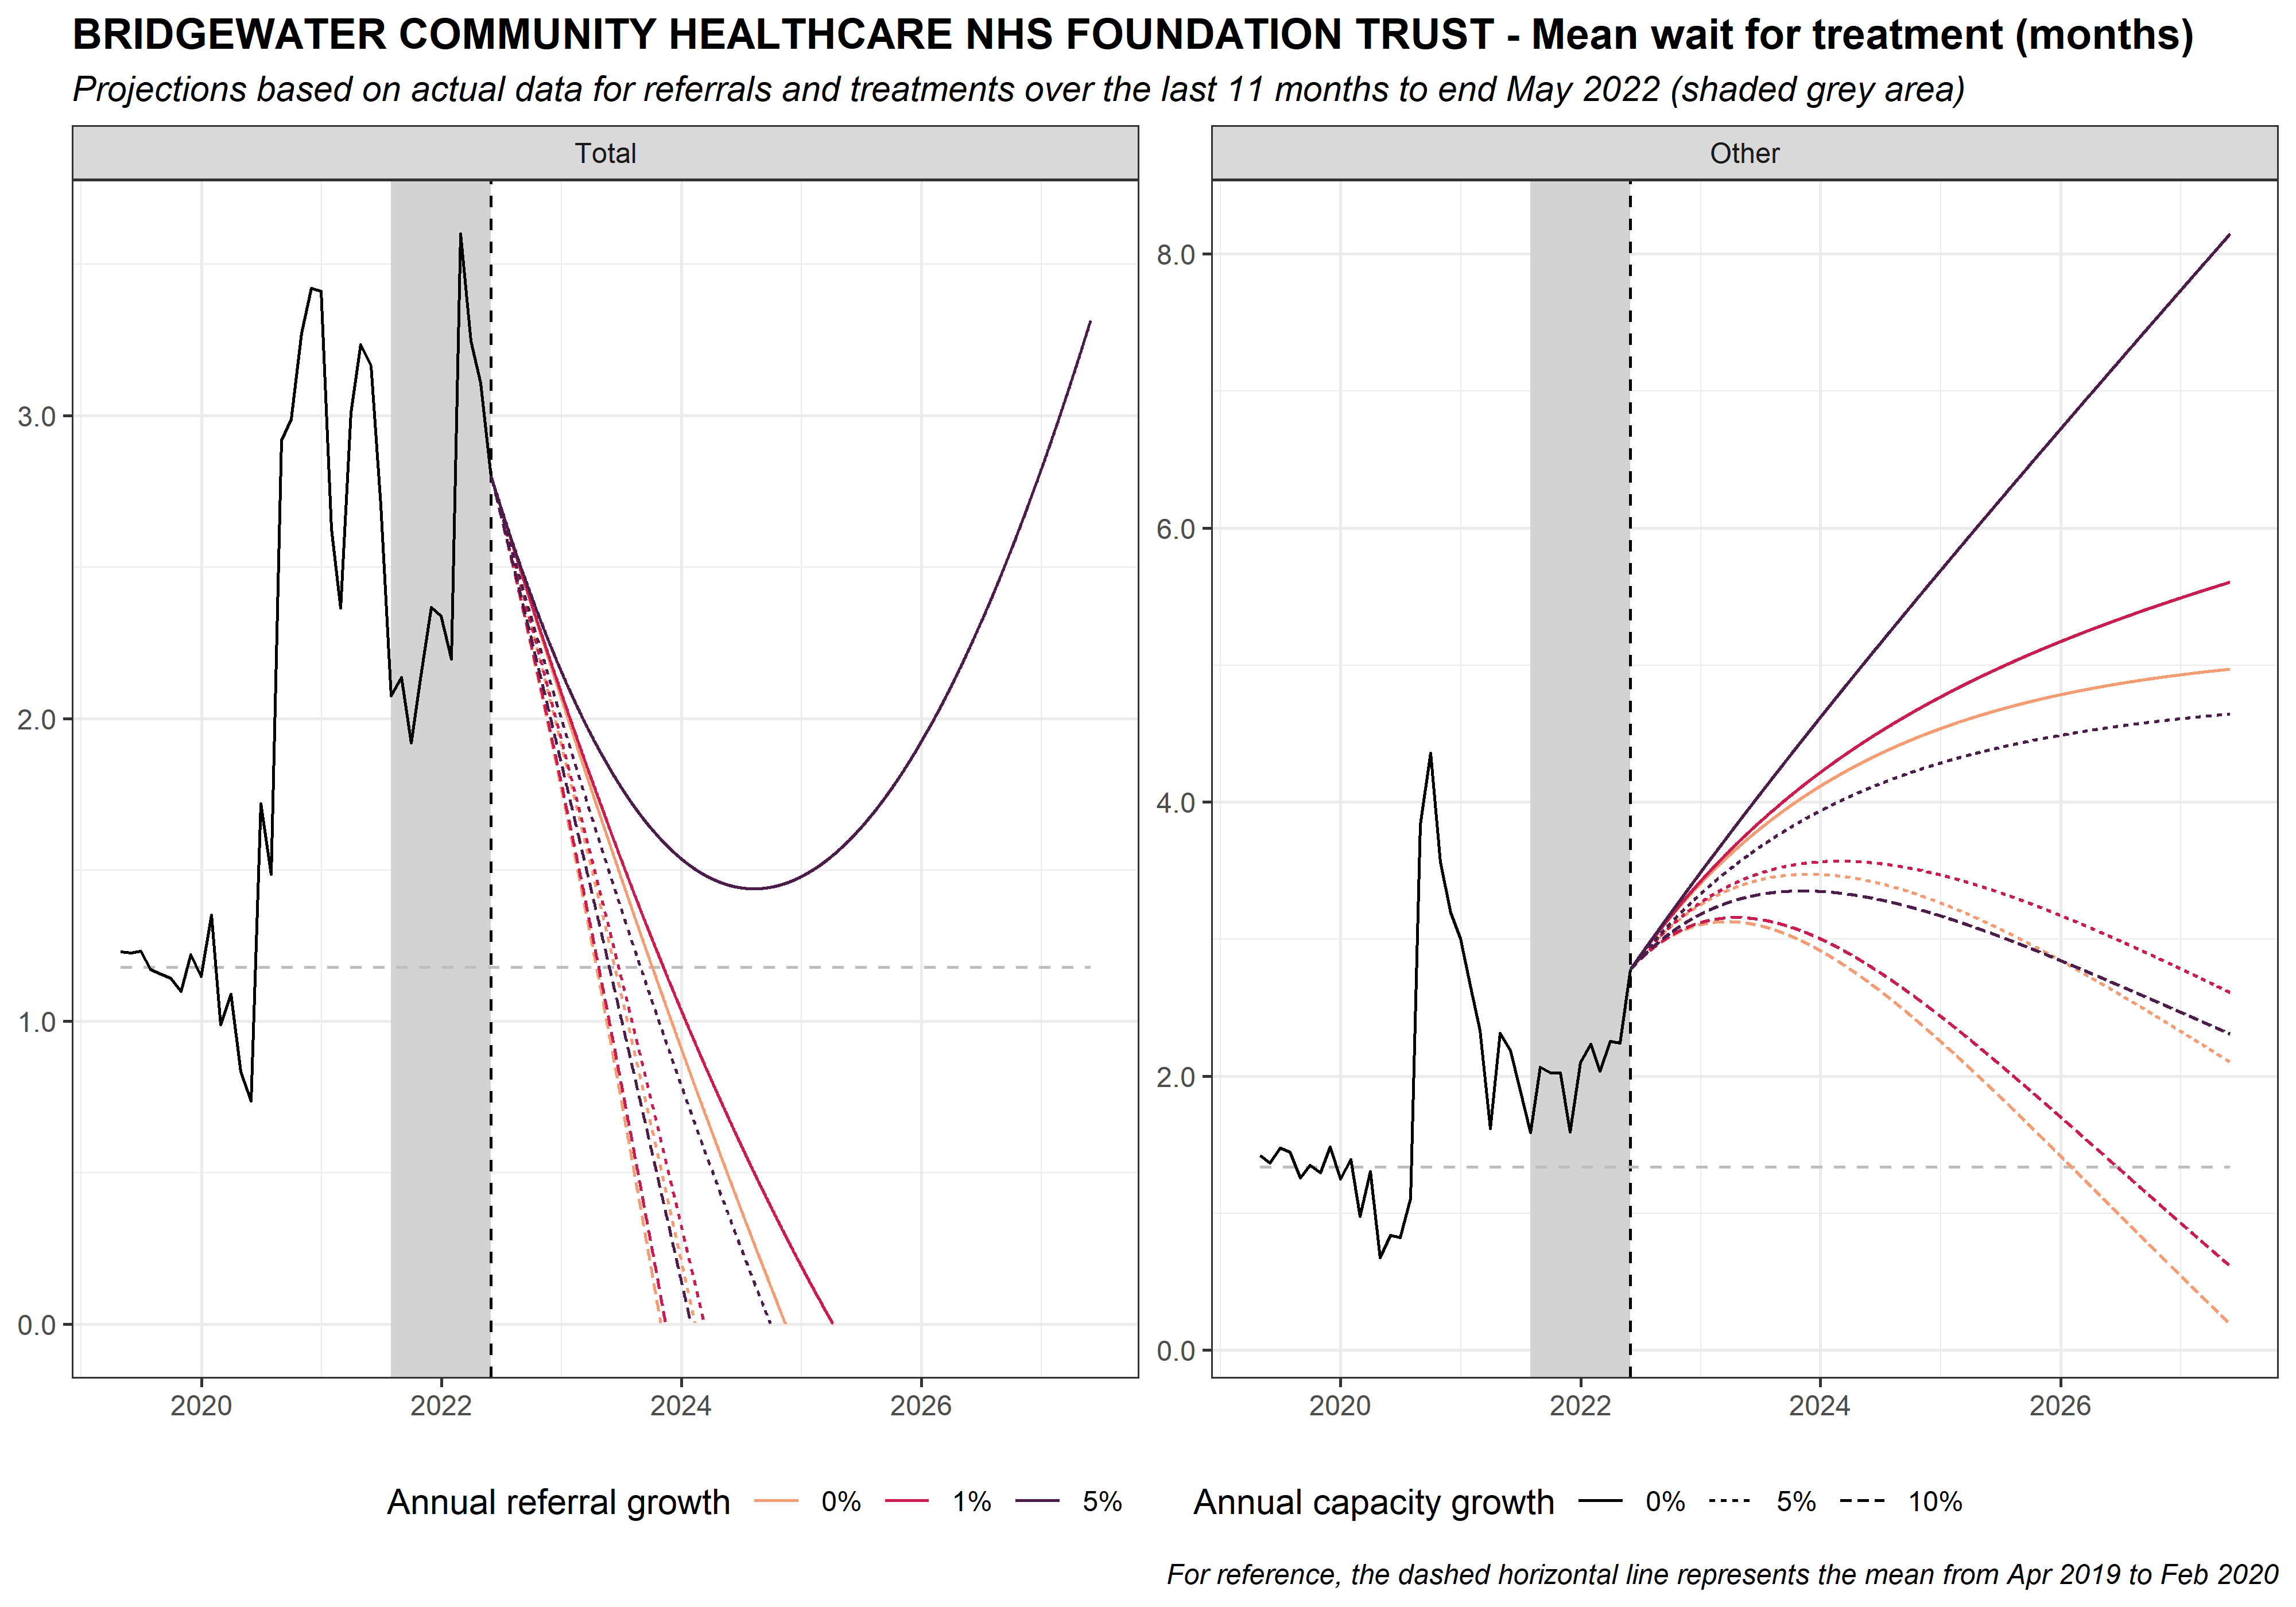 BRIDGEWATER COMMUNITY HEALTHCARE NHS FOUNDATION TRUST - Mean wait for treatment (months)
Projections based on actual data for referrals and treatments over the last 11 months to end May 2022 (shaded grey area)
Total
Other
3.0
2.0
1.0
0.0
8.0
6.0
4.0
2.0
0.0
2020 2022 2024 2026
2020 2022 2024 2026
Annual referral growth 0% 1% 5%
Annual capacity growth 0% 5% 10%
For reference, the dashed horizontal line represents the mean from Apr 2019 to Feb 2020